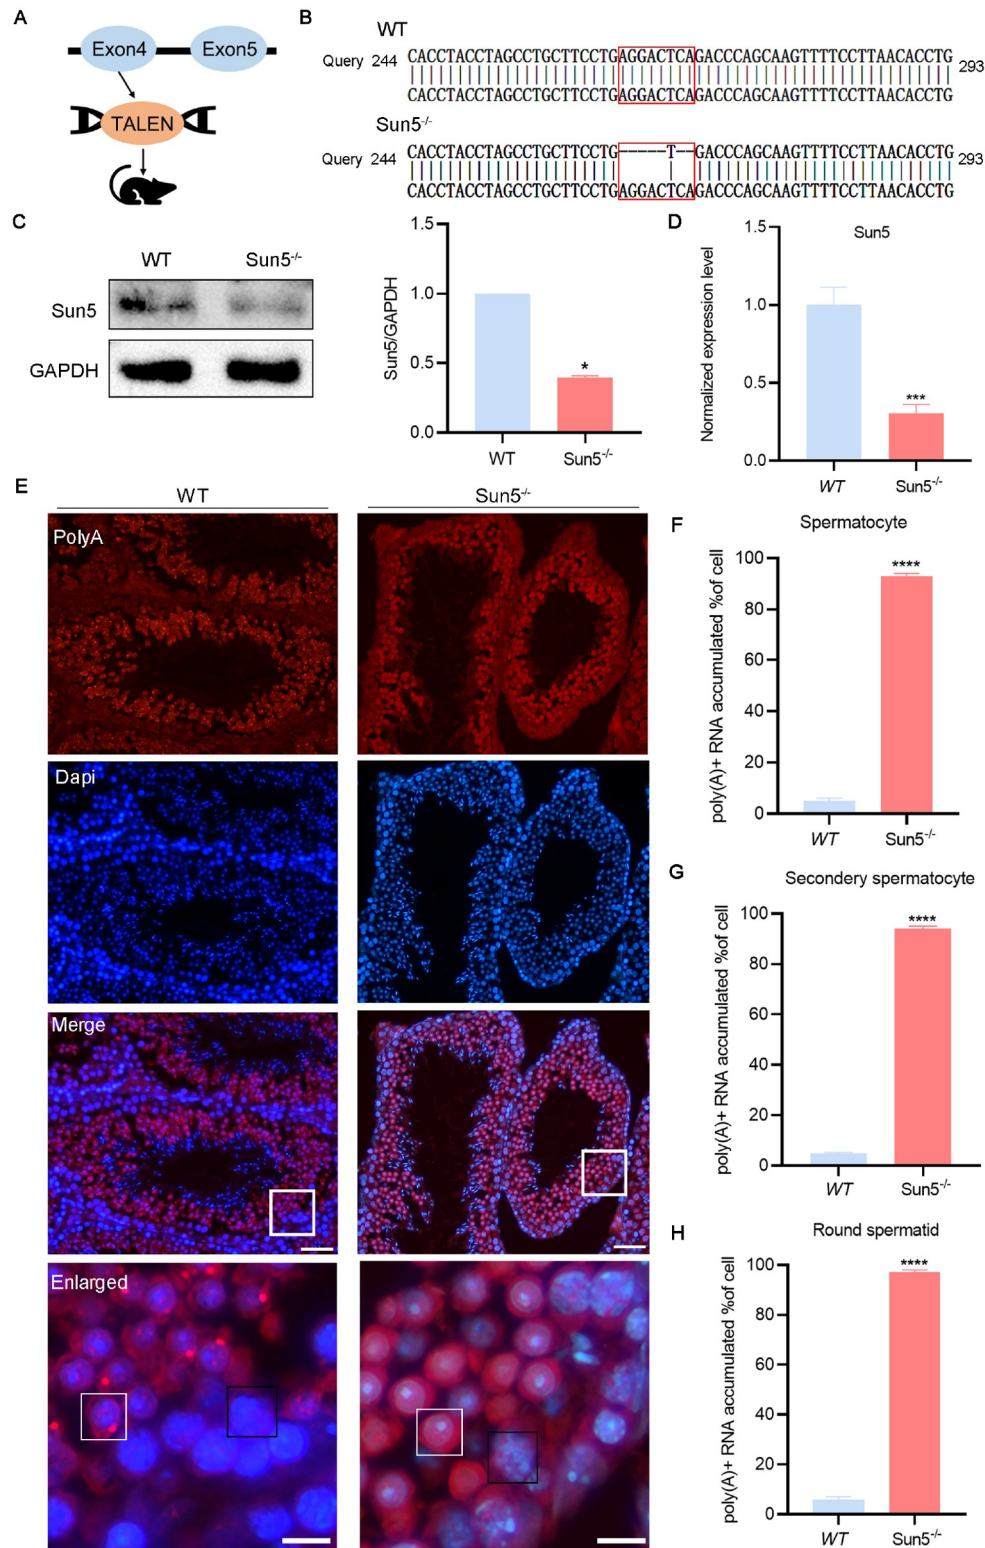 A
Exon4
Exon5
TALEN
B
WT
Query 244 CACCTACCTAGCCTGCTTCCTGAGGACTCAGACCCAGCAAGTTTTCCTTAACACCTG 293
CACCTACCTAGCCTGCTTCCTGAGGACTCAGACCCAGCAAGTTTTCCTTAACACCTG
Sun5-/-
Query 244 CACCTACCTAGCCTGCTTCCTG-----T--GACCCAGCAAGTTTTCCTTAACACCTG 293
CACCTACCTAGCCTGCTTCCTGAGGACTCAGACCCAGCAAGTTTTCCTTAACACCTG
C
WT
Sun5-/-
Sun5
GAPDH
Sun5/GAPDH
1.5
1.0
0.5
0.0
*
WT
Sun5-/-
D
Sun5
Normalized expression level
1.5
1.0
0.5
0.0
***
WT
Sun5-/-
E
WT
Sun5-/-
PolyA
Dapi
Merge
Enlarged
F
Spermatocyte
poly(A)+ RNA accumulated %of cell
100
80
60
40
20
0
****
WT
Sun5-/-
G
Secondery spermatocyte
poly(A)+ RNA accumulated %of cell
100
80
60
40
20
0
****
WT
Sun5-/-
H
Round spermatid
poly(A)+ RNA accumulated %of cell
100
80
60
40
20
0
****
WT
Sun5-/-